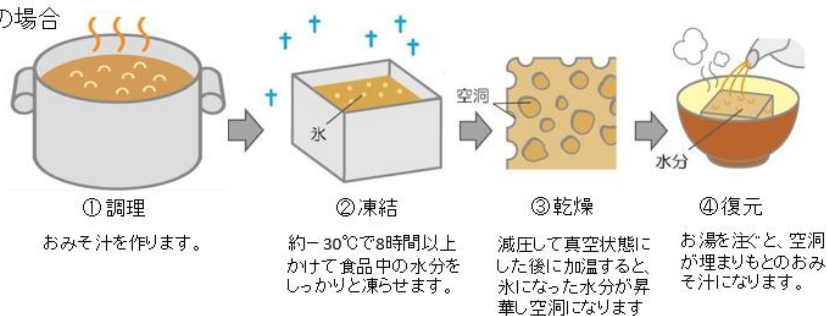 の場合
氷
空洞
水分
①調理
②凍結
③乾燥
④復元
おみそ汁を作ります。
約－30℃で8時間以上
かけて食品中の水分を
しっかりと凍らせます。
減圧して真空状態に
した後に加温すると、
氷になった水分が昇
華し空洞になります
お湯を注ぐと、空洞
が埋まりもとのおみ
そ汁になります。